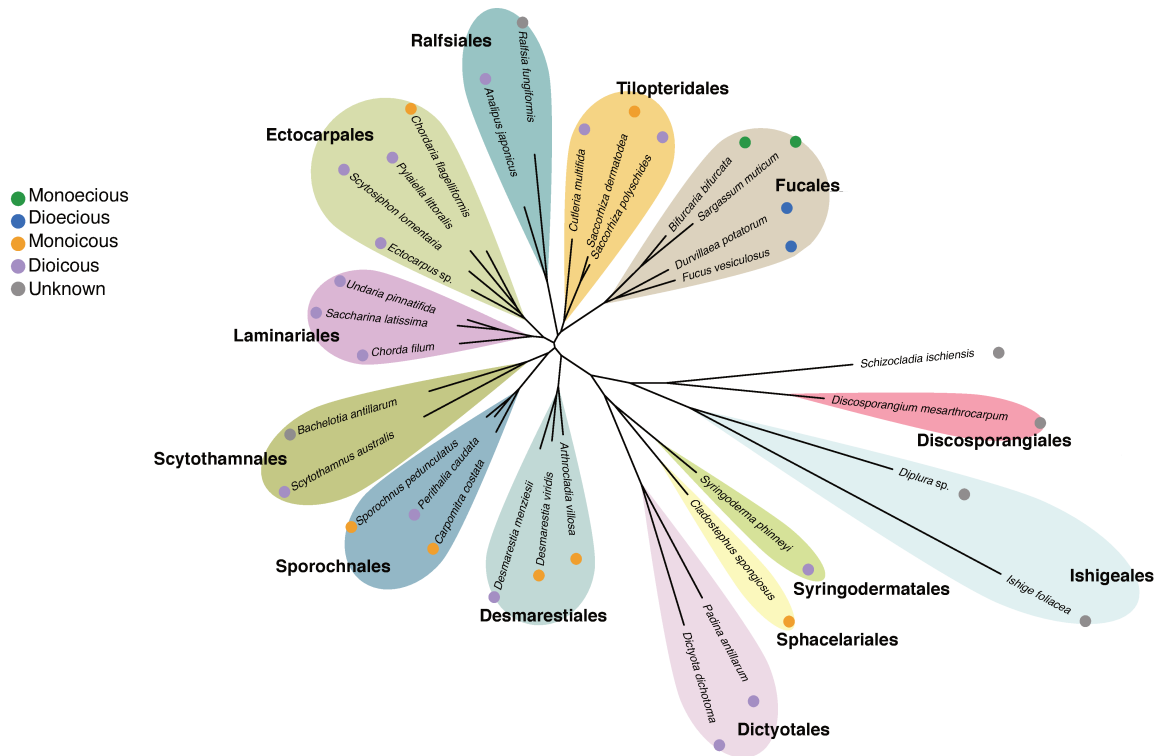 Ralfsiales
Ralfsia fungiformis
Analipus japonicus
Tilopteridales
Cutleria multifida
Saccorhiza dermatodea
Saccorhiza polyschides
Ectocarpales
Chordaria flagelliformis
Pylaiella littoralis
Scytosiphon lomentaria
Ectocarpus sp.
Fucales
Bifurcaria bifurcata
Sargassum muticum
Durvillaea potatorum
Fucus vesiculosus
Monoecious
Dioecious
Monoicous
Dioicous
Unknown
Laminariales
Undaria pinnatifida
Saccharina latissima
Chorda filum
Schizocladia ischiensis
Discosporangium mesarthrocarpum
Discosporangiales
Scytothamnales
Bachelotia antillarum
Scytothamnus australis
Sporochnus pedunculatus
Perithalia caudata
Carpomitra costata
Sporochnales
Desmarestia menziesii
Desmarestia viridis
Arthrocladia villosa
Desmarestiales
Diplura sp.
Ishige foliacea
Ishigeales
Syringoderma phinneyi
Syringodermatales
Cladostephus spongiosus
Sphacelariales
Padina antillarum
Dictyota dichotoma
Dictyotales